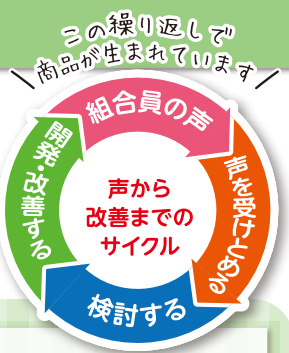 この繰り返しで
商品が生まれています
組合員の声
声を受けとめる
検討する
開発・改善する
声から
改善までの
サイクル